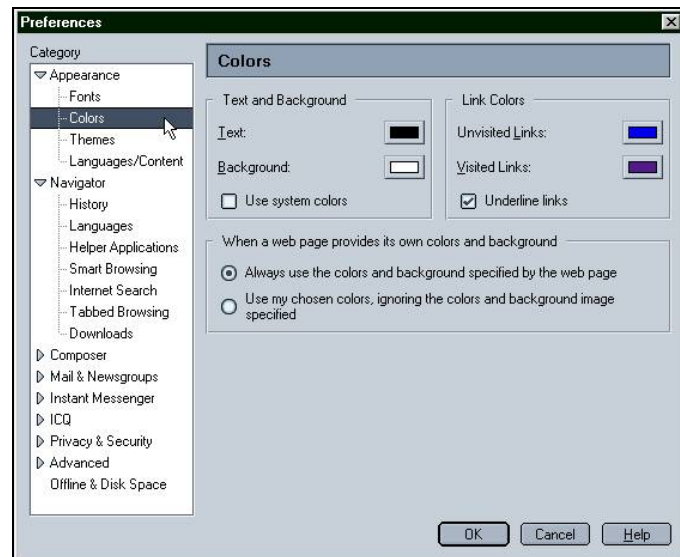 Preferences
Category
Appearance
Fonts
Colors
Themes
Languages/Content
Navigator
History
Languages
Helper Applications
Smart Browsing
Internet Search
Tabbed Browsing
Downloads
Composer
Mail & Newsgroups
Instant Messenger
ICQ
Privacy & Security
Advanced
Offline & Disk Space
Colors
Text and Background
Text:
Background:
Use system colors
Link Colors
Unvisited Links:
Visited Links:
Underline links
When a web page provides its own colors and background
Always use the colors and background specified by the web page
Use my chosen colors, ignoring the colors and background image
specified
OK
Cancel
Help